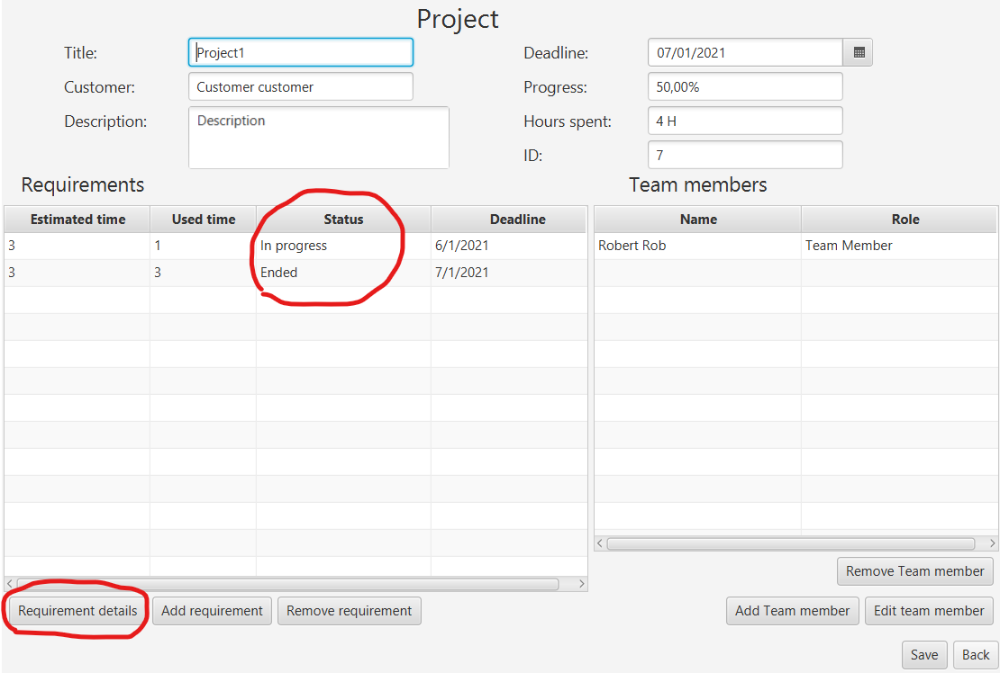 Project
Title: Project1
Customer: Customer customer
Description: Description
Deadline: 07/01/2021
Progress: 50,00%
Hours spent: 4 H
ID: 7
Requirements
Estimated time Used time Status Deadline
3 1 In progress 6/1/2021
3 3 Ended 7/1/2021
Requirement details Add requirement Remove requirement
Team members
Name Role
Robert Rob Team Member
Remove Team member
Add Team member Edit team member
Save Back